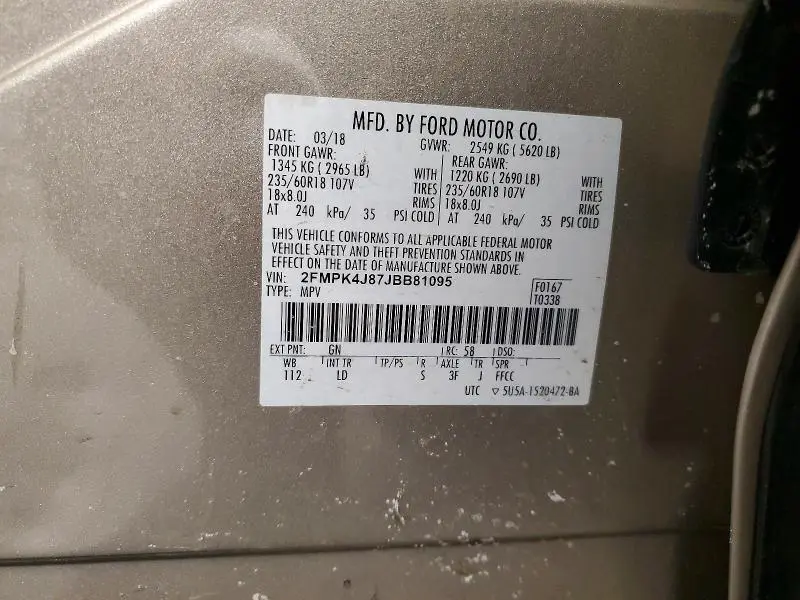 MFD. BY FORD MOTOR CO.
DATE: 03/18 GVWR: 2549 KG ( 5620 LB)
FRONT GAWR: REAR GAWR:
1345 KG ( 2965 LB) WITH 1220 KG ( 2690 LB) WITH
235/60R18 107V TIRES 235/60R18 107V TIRES
18x8.0J RIMS 18x8.0J RIMS
AT 240 kPa/ 35 PSI COLD AT 240 kPa/ 35 PSI COLD
THIS VEHICLE CONFORMS TO ALL APPLICABLE FEDERAL MOTOR
VEHICLE SAFETY AND THEFT PREVENTION STANDARDS IN
EFFECT ON THE DATE OF MANUFACTURE SHOWN ABOVE.
VIN: 2FMPK4J87JBB81095 F0167
TYPE: MPV T0338
EXT PNT: GN RC: 58 DSO:
WB INT TR TP/PS R AXLE TR SPR
112 LD S 3F J FFCC
UTC ▽ 5U5A-1520472-BA